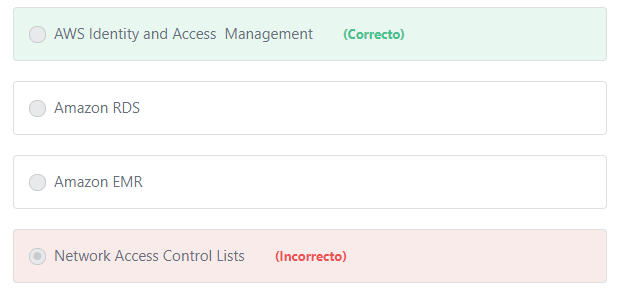 AWS Identity and Access Management (Correcto)
Amazon RDS
Amazon EMR
Network Access Control Lists (Incorrecto)